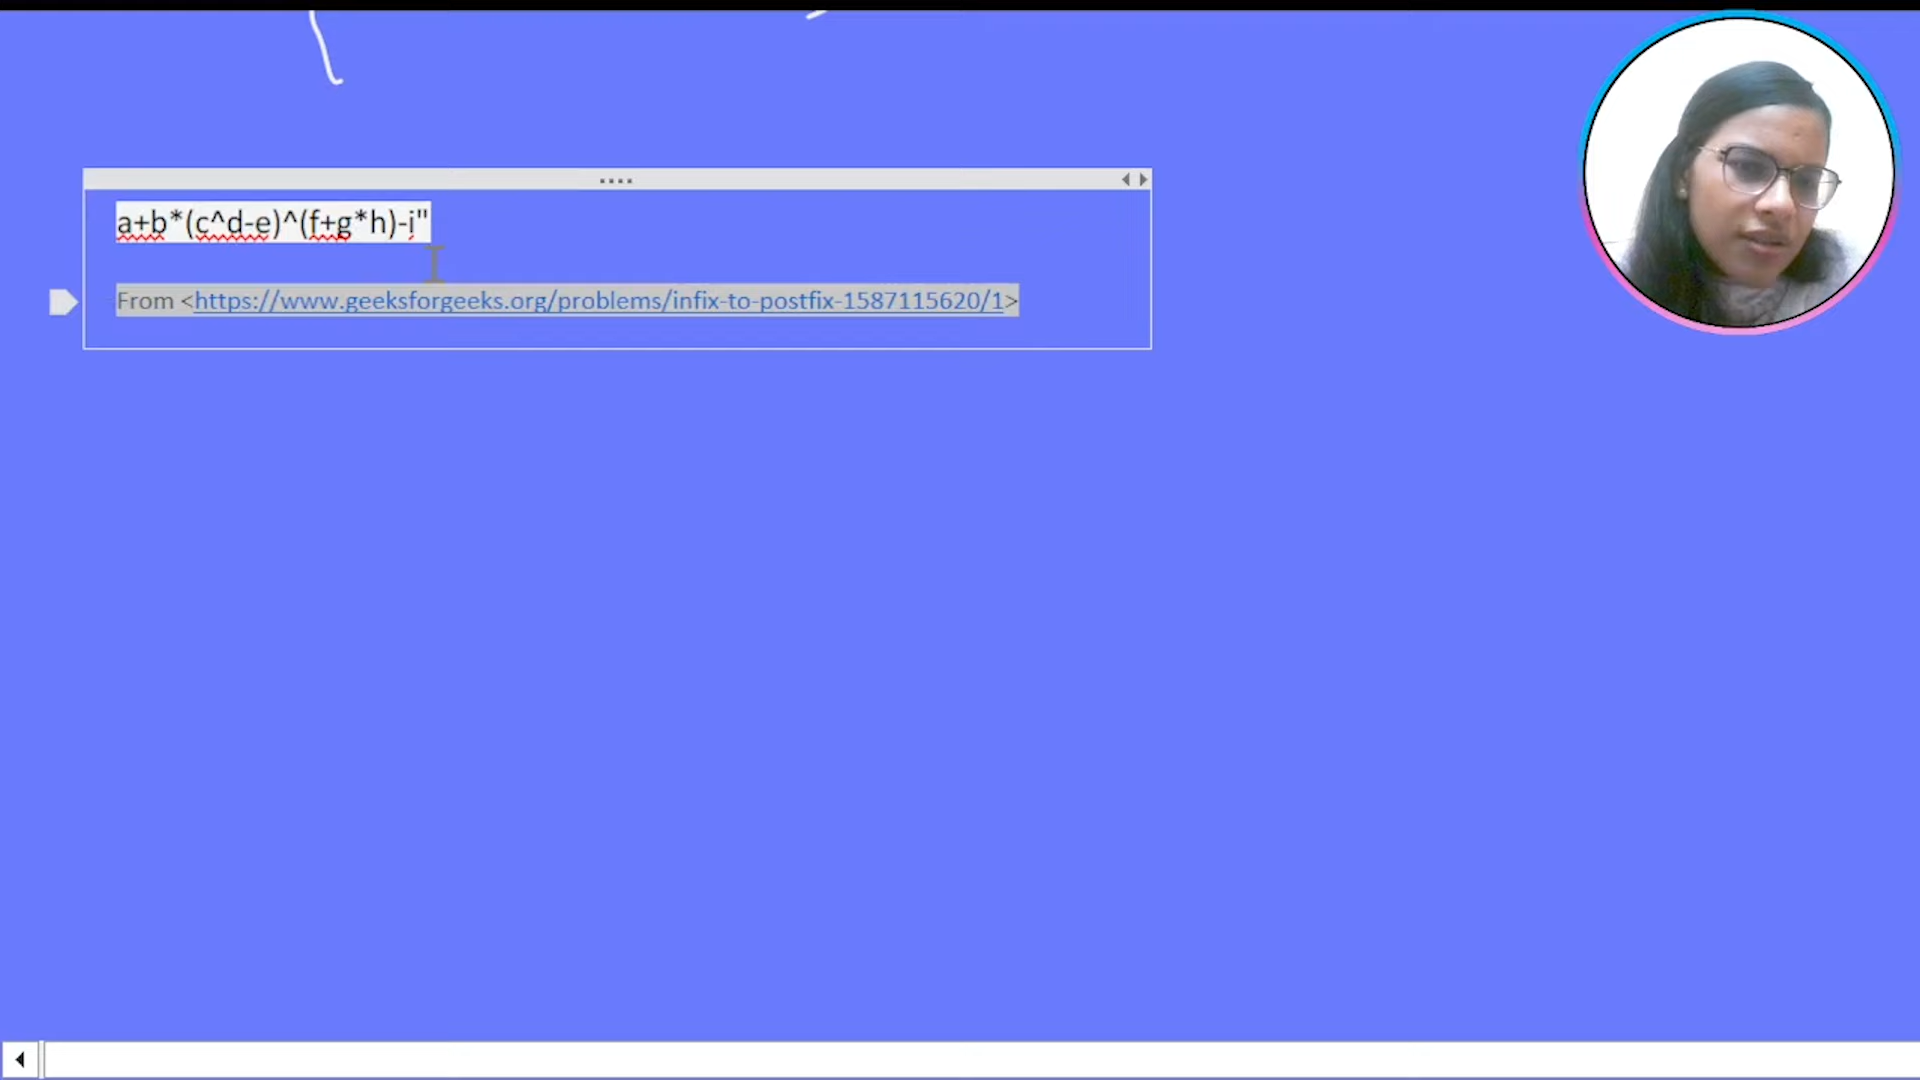 a+b*(c^d-e)^(f+g*h)-i"
From <https://www.geeksforgeeks.org/problems/infix-to-postfix-1587115620/1>